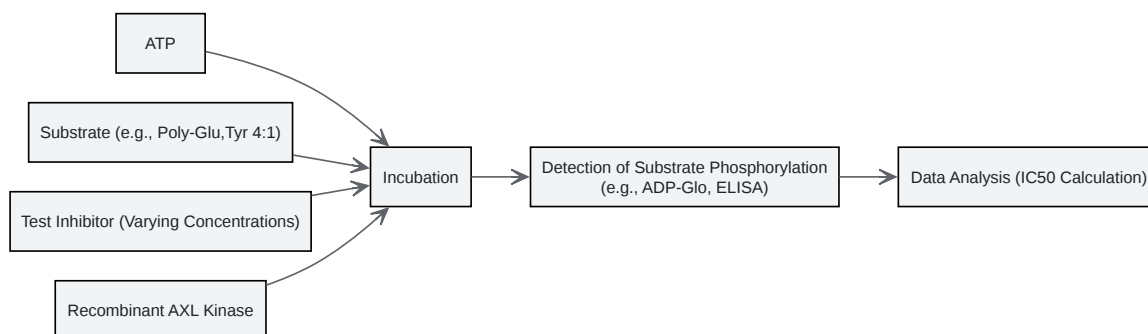 ATP
Substrate (e.g., Poly-Glu,Tyr 4:1)
Test Inhibitor (Varying Concentrations)
Recombinant AXL Kinase
Incubation
Detection of Substrate Phosphorylation
(e.g., ADP-Glo, ELISA)
Data Analysis (IC50 Calculation)